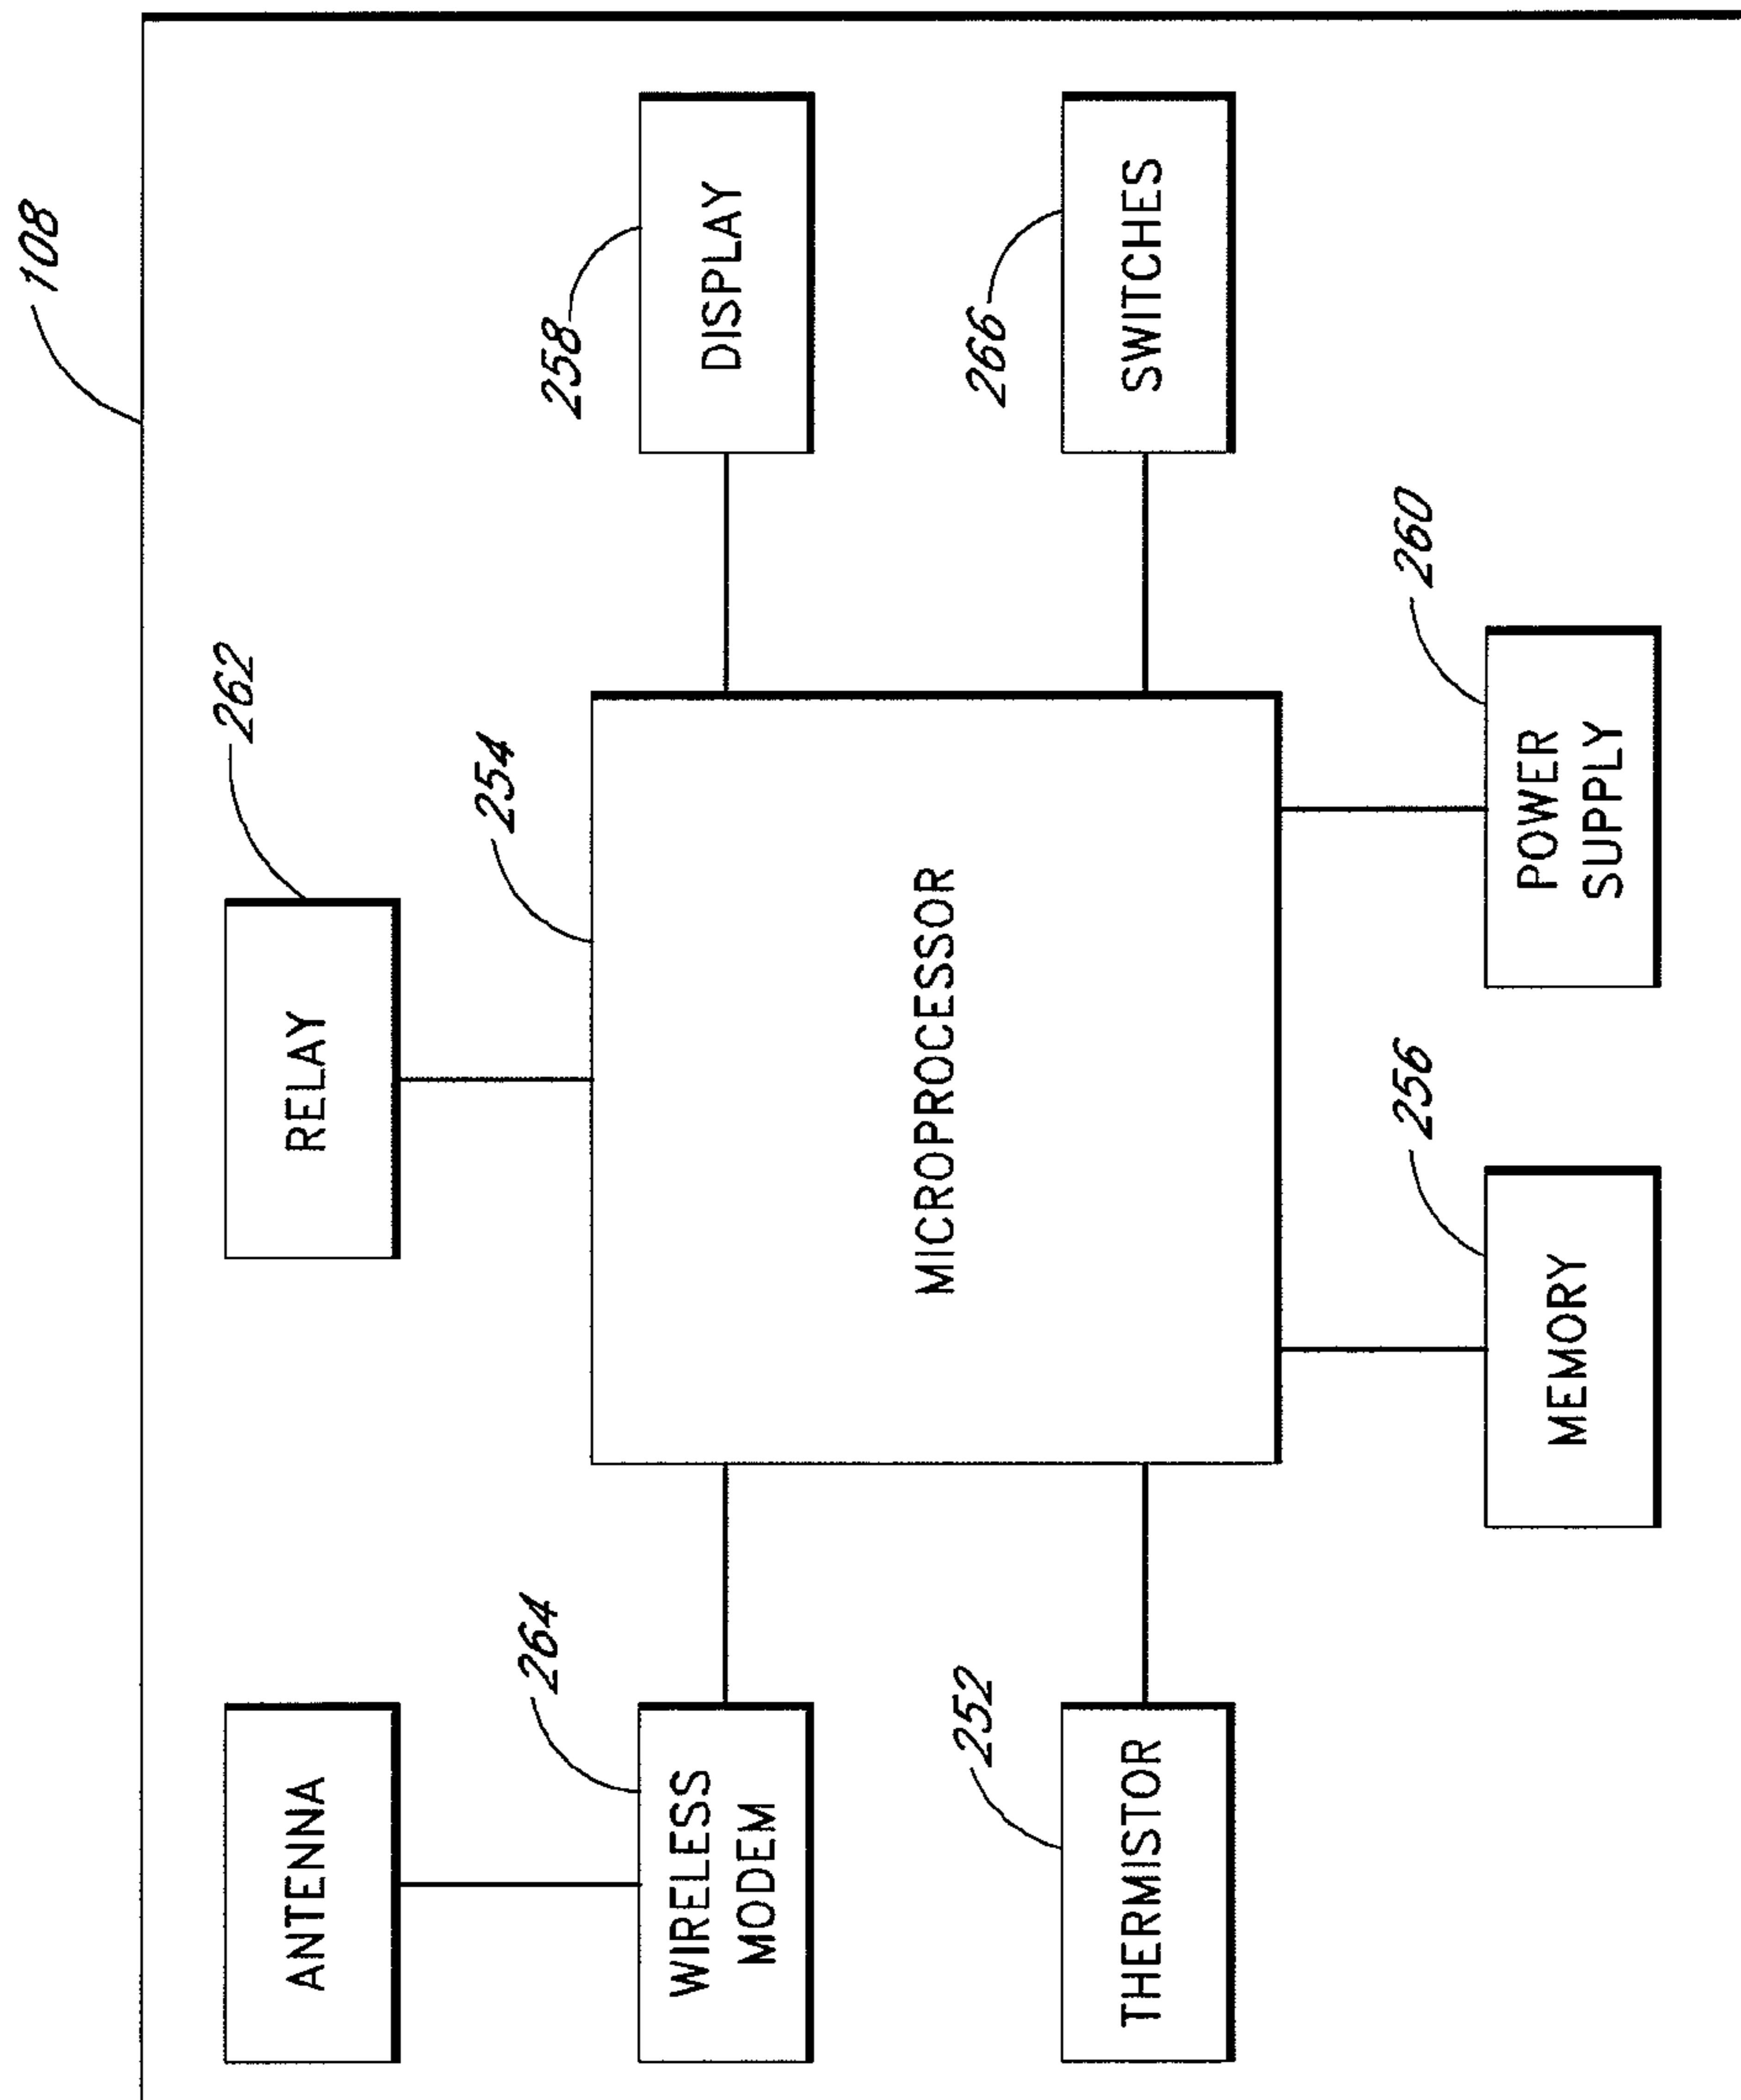 108
ANTENNA
RELAY
262
264
WIRELESS
MODEM
254
258
DISPLAY
MICROPROCESSOR
252
THERMISTOR
266
SWITCHES
256
MEMORY
260
POWER
SUPPLY